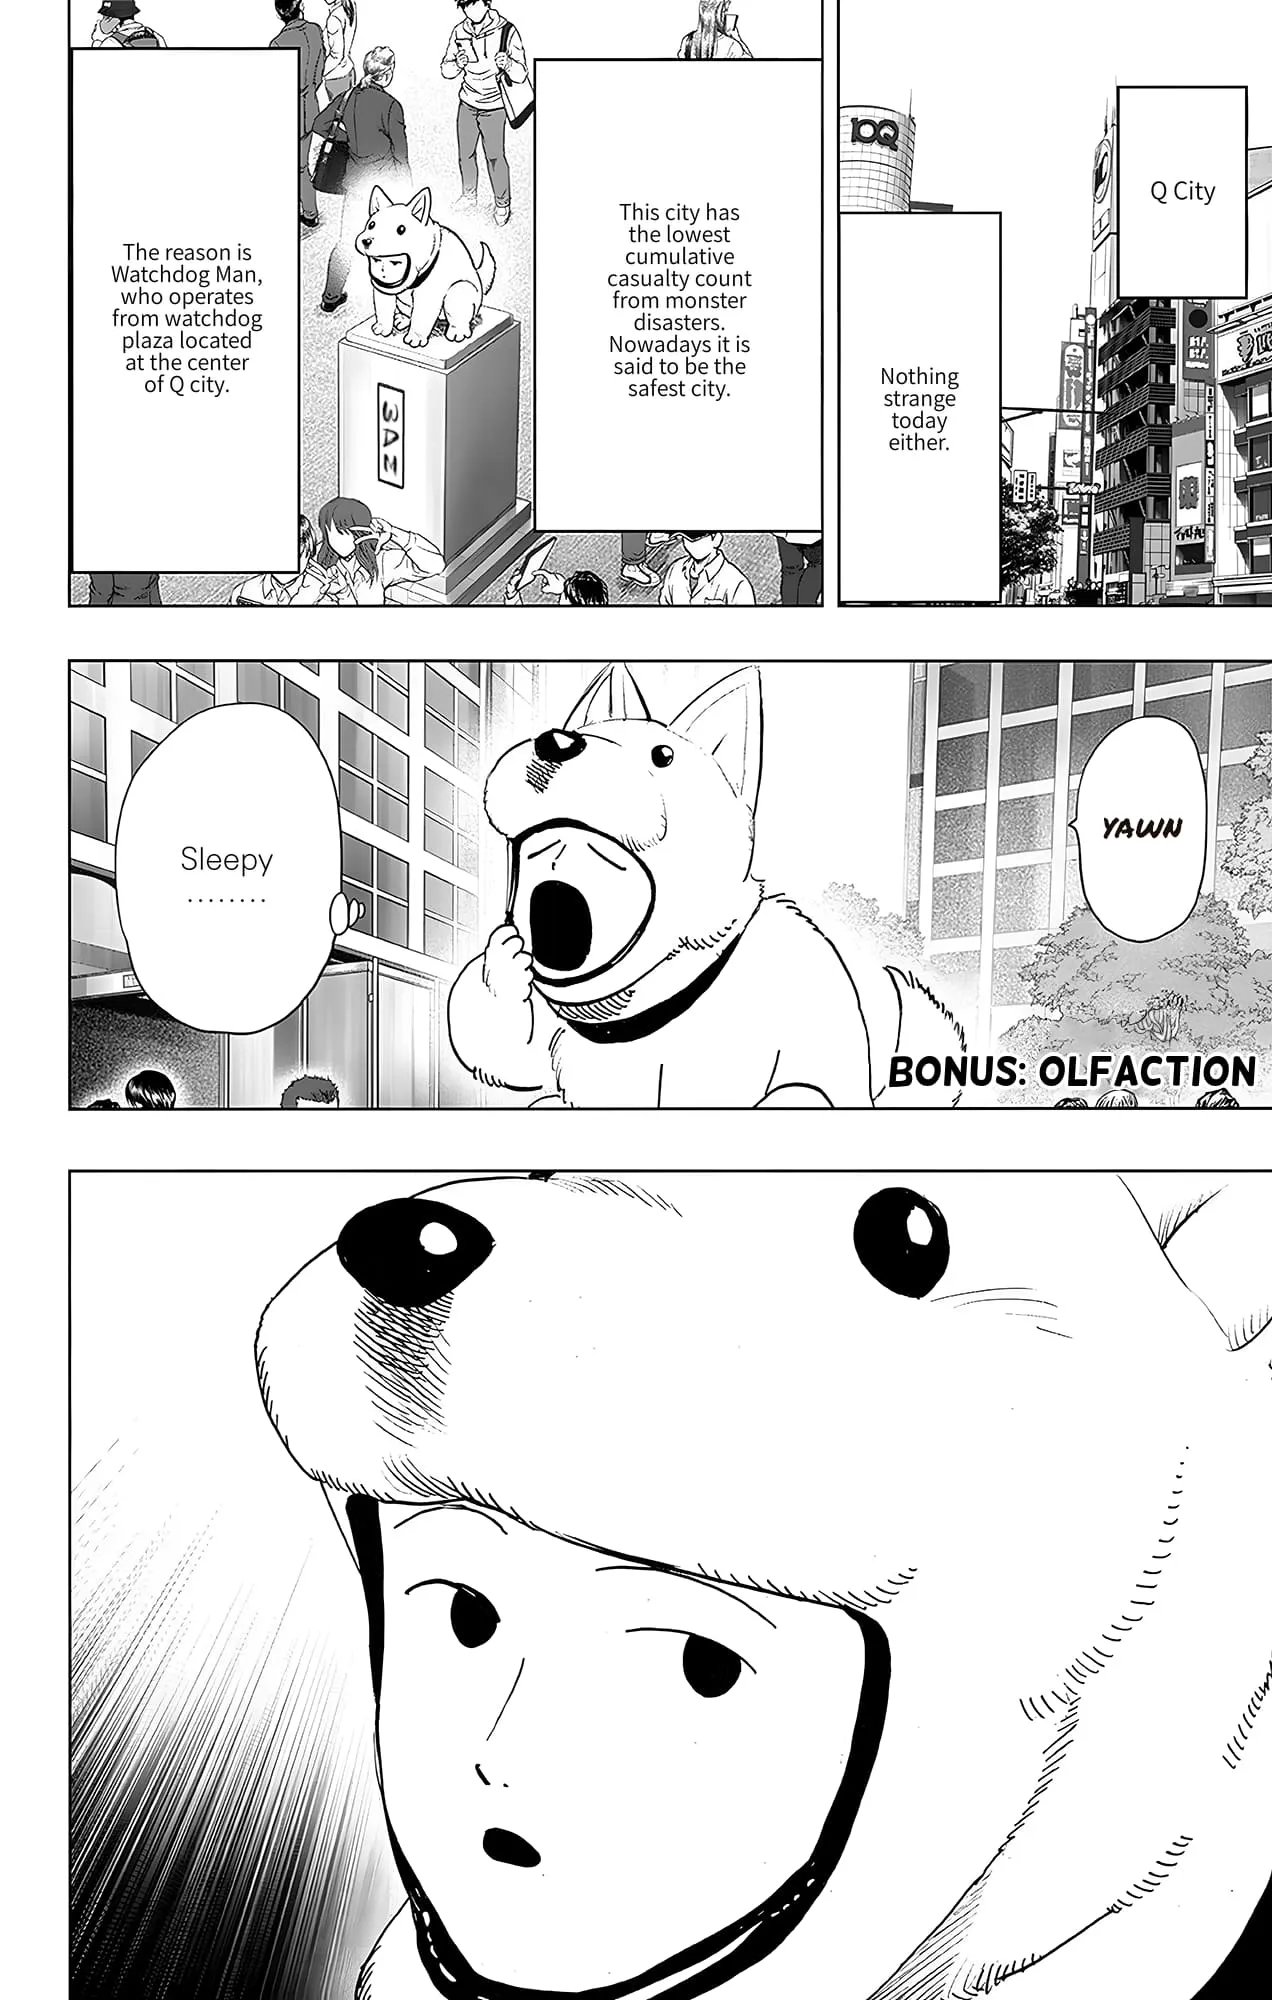 Q City
Nothing
strange
today
either.
This city has
the lowest
cumulative
casualty count
from monster
disasters.
Nowadays it is
said to be the
safest city.
The reason is
Watchdog Man,
who operates
from watchdog
plaza located
at the center
of Q city.
10Q
WDM
YAWN
Sleepy
........
BONUS: OLFACTION